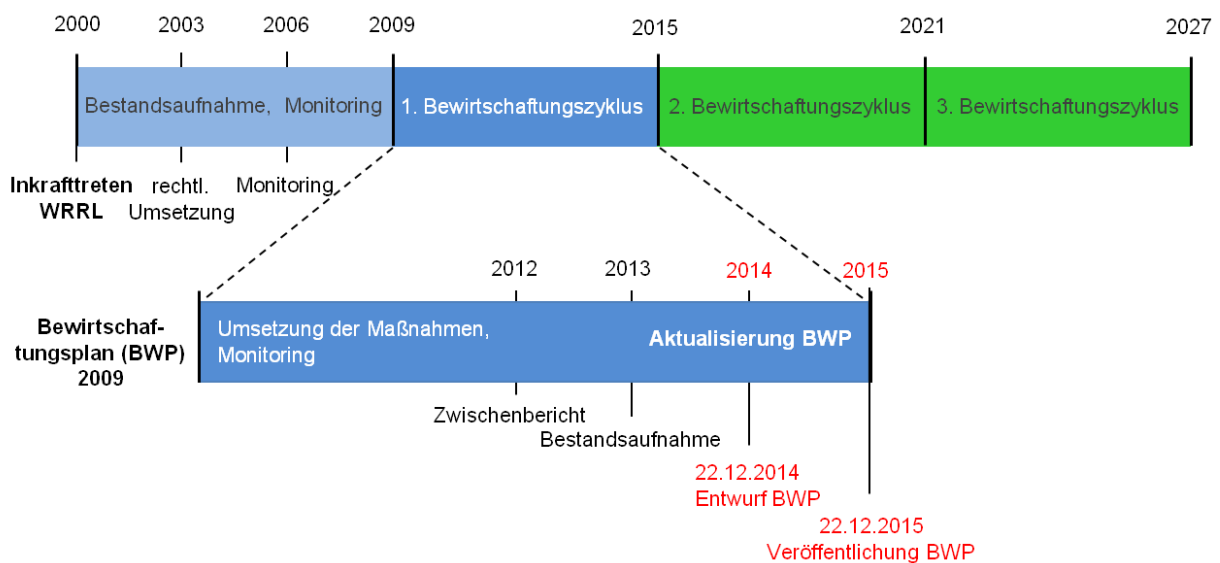 2000 2003 2006 2009 2015 2021 2027
Bestandsaufnahme, Monitoring 1. Bewirtschaftungszyklus 2. Bewirtschaftungszyklus 3. Bewirtschaftungszyklus
Inkrafttreten rechtl. Monitoring
WRRL Umsetzung
2012 2013 2014 2015
Bewirtschaf-
tungsplan (BWP)
2009
Umsetzung der Maßnahmen,
Monitoring
Aktualisierung BWP
Zwischenbericht
Bestandsaufnahme
22.12.2014
Entwurf BWP
22.12.2015
Veröffentlichung BWP